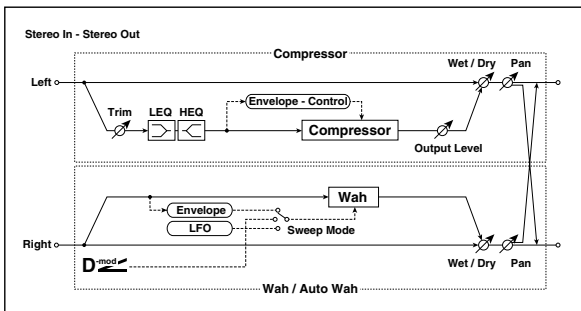 Stereo In - Stereo Out
Compressor
Wet / Dry
Pan
Left
Trim
LEQ
HEQ
Envelope - Control
Compressor
Output Level
Wah
Envelope
LFO
Sweep Mode
Right
D-mod
Wet / Dry
Pan
Wah / Auto Wah